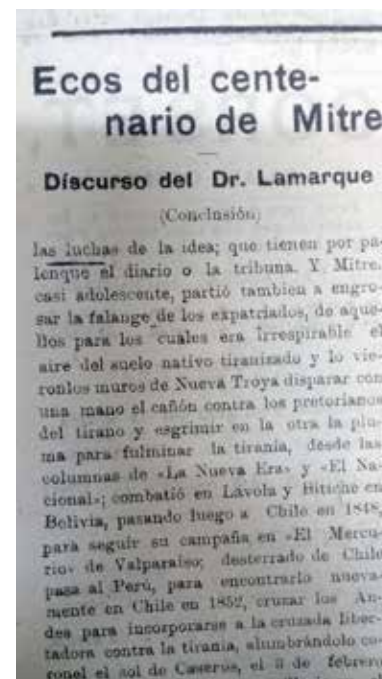 Ecos del cente-
nario de Mitre
Discurso del Dr. Lamarque
(Conclusión)
las luchas de la idea; que tienen por pa-
lenque el diario o la tribuna. Y Mitre,
casi adolescente, partió tambien a engro-
sar la falange de los expatriados, de aque-
llos para los cuales era irrespirable el
aire del suelo nativo tiranizado y lo vie-
ronlos muros de Nueva Troya disparar con
una mano el cañón contra los pretorianos
del tirano y esgrimir en la otra la plu-
ma para fulminar la tiranía, desde las
columnas de «La Nueva Era» y «El Na-
cional»; combatió en Lavola y Bitiche en
Bolivia, pasando luego a Chile en 1848,
para seguir su campaña en «El Mercu-
rio» de Valparaiso; desterrado de Chile
pasa al Perú, para encontrarlo nueva-
mente en Chile en 1852, cruzar los An-
des para incorporarse a la cruzada liber-
tadora contra la tirania, alumbrándolo co-
ronel el sol de Caseros, el 3 de febrero